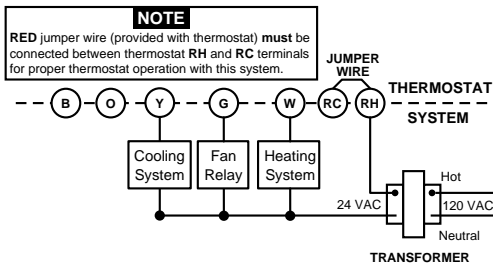 NOTE
RED jumper wire (provided with thermostat) must be
connected between thermostat RH and RC terminals
for proper thermostat operation with this system.
JUMPER
WIRE
B O Y G W RC RH
THERMOSTAT
SYSTEM
Cooling
System
Fan
Relay
Heating
System
Hot
24 VAC
120 VAC
Neutral
TRANSFORMER